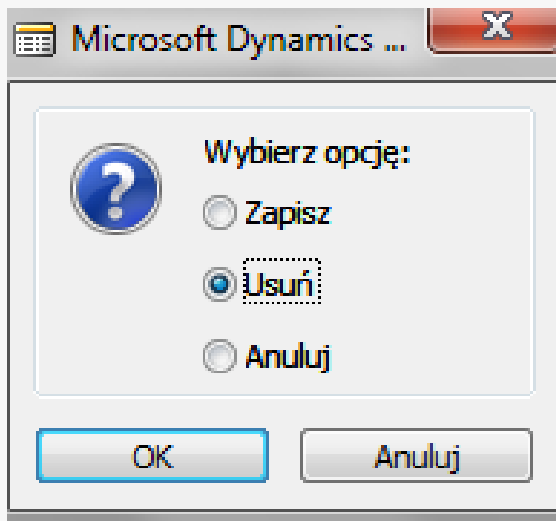 Microsoft Dynamics ...
Wybierz opcję:
Zapisz
Usuń
Anuluj
OK Anuluj